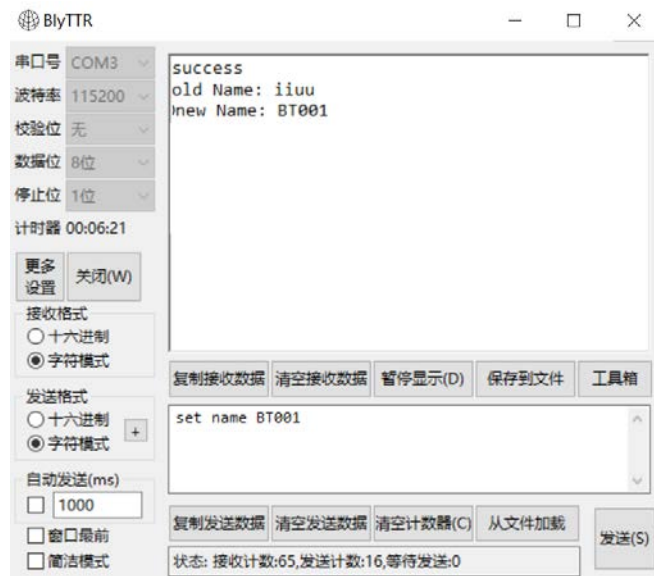 BlyTTR
串口号 COM3
波特率 115200
校验位 无
数据位 8位
停止位 1位
计时器 00:06:21
更多
设置
关闭(W)
接收格式
十六进制
字符模式
发送格式
十六进制
字符模式
+
自动发送(ms)
1000
窗口最前
简洁模式
success
old Name: iiuu
new Name: BT001
复制接收数据 清空接收数据 暂停显示(D) 保存到文件 工具箱
set name BT001
复制发送数据 清空发送数据 清空计数器(C) 从文件加载
发送(S)
状态: 接收计数:65,发送计数:16,等待发送:0